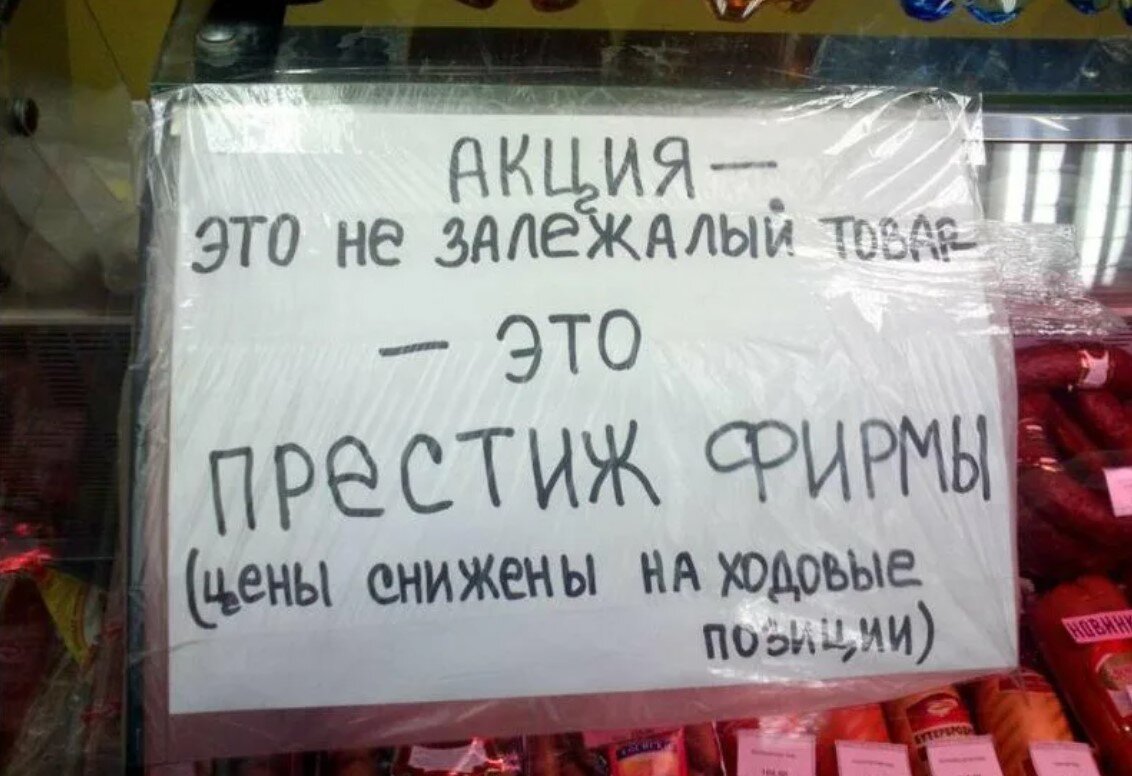 АКЦИЯ —
ЭТО НЕ ЗАЛЕЖАЛЫЙ ТОВАР
— ЭТО
ПРЕСТИЖ ФИРМЫ
(ЦЕНЫ СНИЖЕНЫ НА ХОДОВЫЕ
ПОЗИЦИИ)